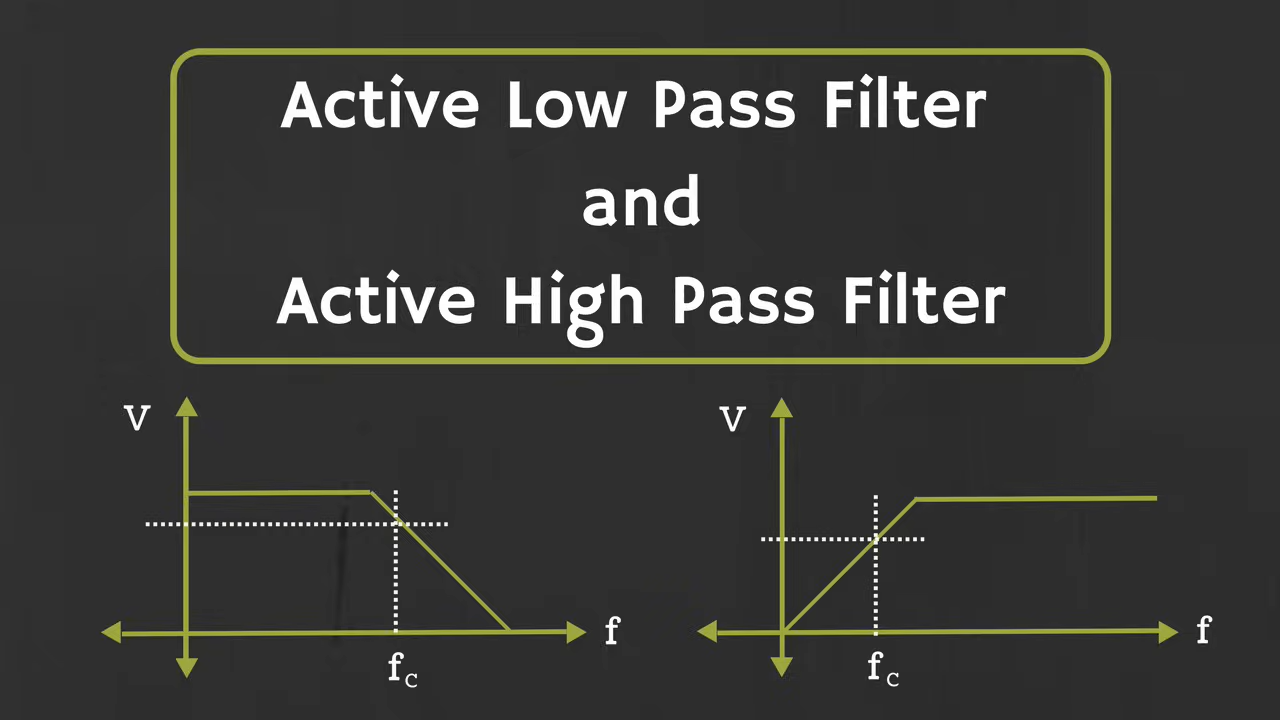 Active Low Pass Filter
and
Active High Pass Filter
V
f
fc
V
f
fc